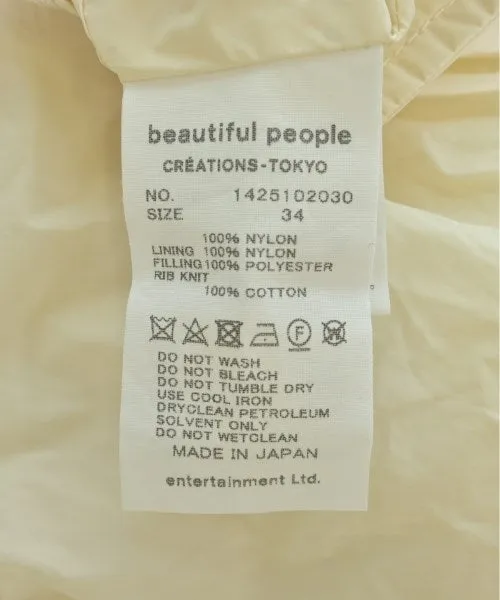 beautiful people
CRÉATIONS-TOKYO
NO. 1425102030
SIZE 34
100% NYLON
LINING 100% NYLON
FILLING 100% POLYESTER
RIB KNIT
100% COTTON
F W
DO NOT WASH
DO NOT BLEACH
DO NOT TUMBLE DRY
USE COOL IRON
DRYCLEAN PETROLEUM
SOLVENT ONLY
DO NOT WETCLEAN
MADE IN JAPAN
entertainment Ltd.